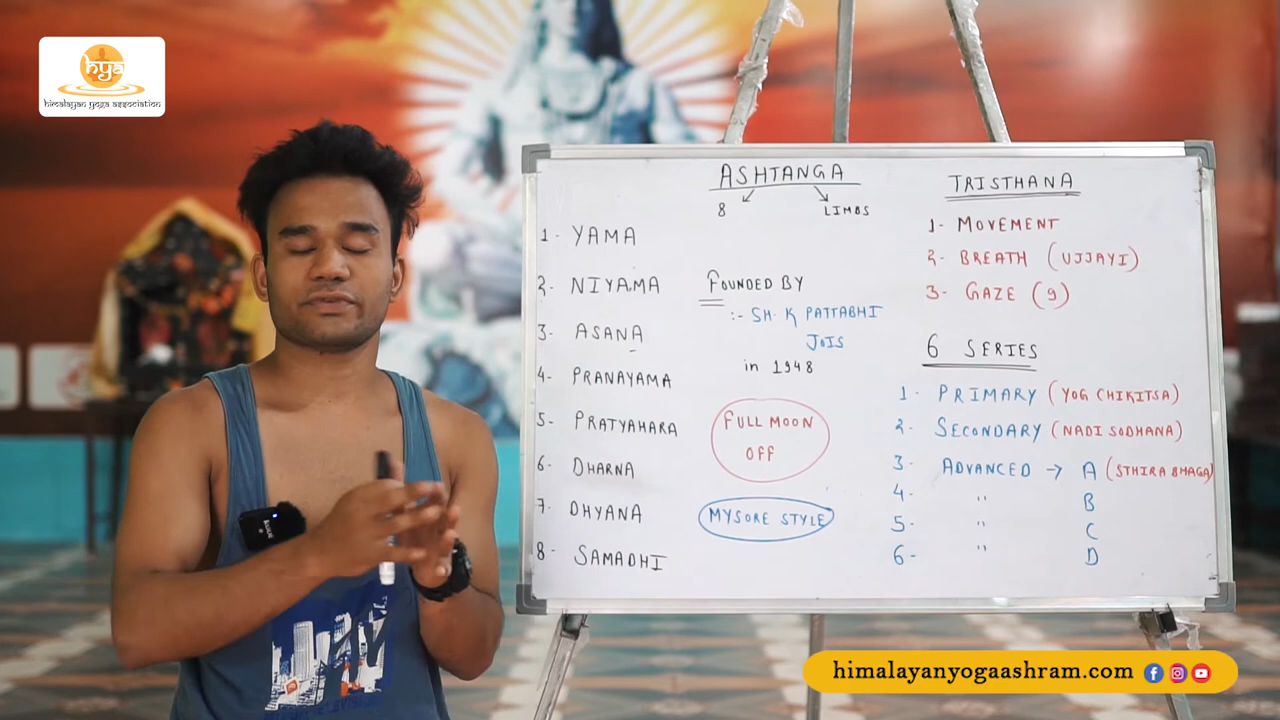 hya
himalayan yoga association
ASHTANGA
8 LIMBS
1- YAMA
2- NIYAMA
3- ASANA
4- PRANAYAMA
5- PRATYAHARA
6- DHARNA
7- DHYANA
8- SAMADHI
FOUNDED BY
:- SH. K PATTABHI
JOIS
in 1948
FULL MOON
OFF
MYSORE STYLE
TRISTHANA
1- MOVEMENT
2- BREATH (UJJAYI)
3- GAZE (9)
6 SERIES
1- PRIMARY (YOG CHIKITSA)
2- SECONDARY (NADI SODHANA)
3- ADVANCED → A (STHIRA BHAGA)
4- " B
5- " C
6- " D
himalayanyogaashram.com